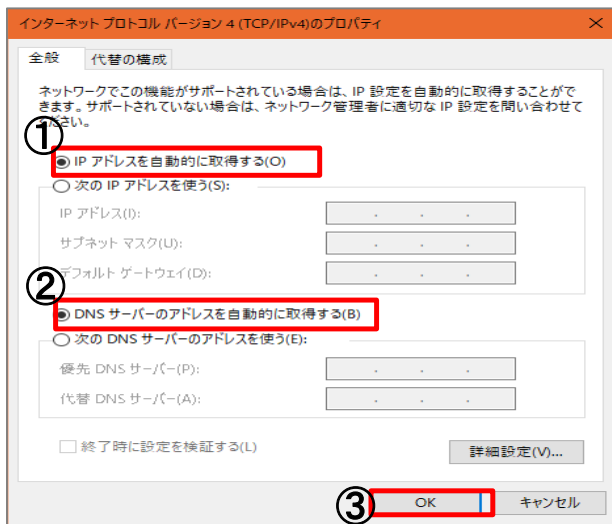 インターネット プロトコル バージョン 4 (TCP/IPv4)のプロパティ
全般 代替の構成
ネットワークでこの機能がサポートされている場合は、IP 設定を自動的に取得することがで
きます。サポートされていない場合は、ネットワーク管理者に適切な IP 設定を問い合わせて
ください。
①
IP アドレスを自動的に取得する(O)
次の IP アドレスを使う(S):
IP アドレス(I):
サブネット マスク(U):
デフォルト ゲートウェイ(D):
②
DNS サーバーのアドレスを自動的に取得する(B)
次の DNS サーバーのアドレスを使う(E):
優先 DNS サーバー(P):
代替 DNS サーバー(A):
終了時に設定を検証する(L)
詳細設定(V)...
③ OK キャンセル